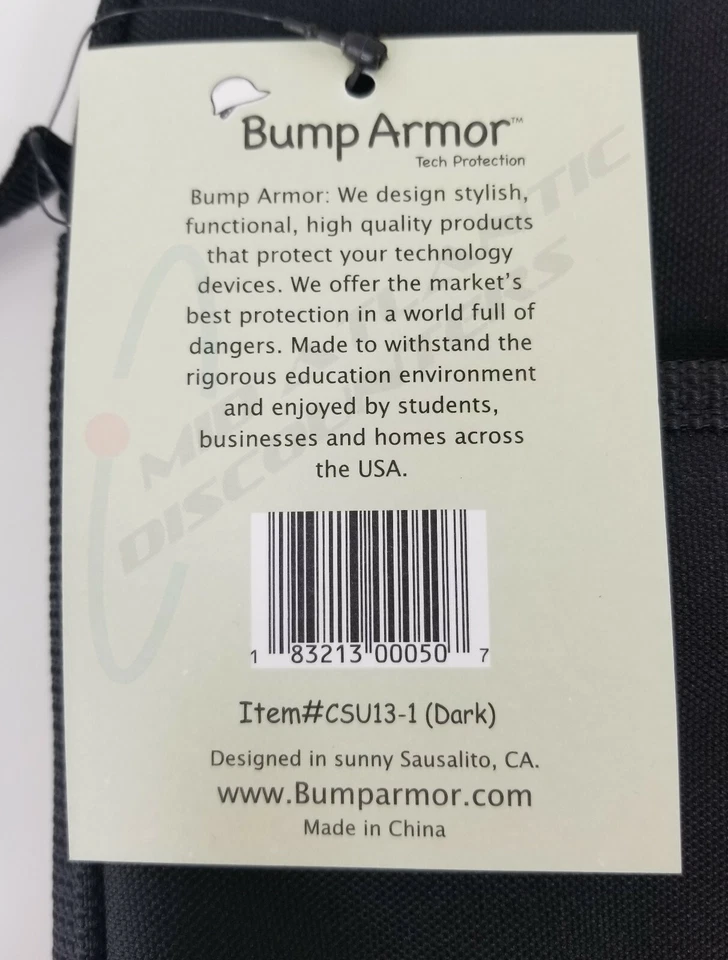 Bump Armor™
Tech Protection
Bump Armor: We design stylish,
functional, high quality products
that protect your technology
devices. We offer the market's
best protection in a world full of
dangers. Made to withstand the
rigorous education environment
and enjoyed by students,
businesses and homes across
the USA.
1 83213 00050 7
Item#CSU13-1 (Dark)
Designed in sunny Sausalito, CA.
www.Bumparmor.com
Made in China